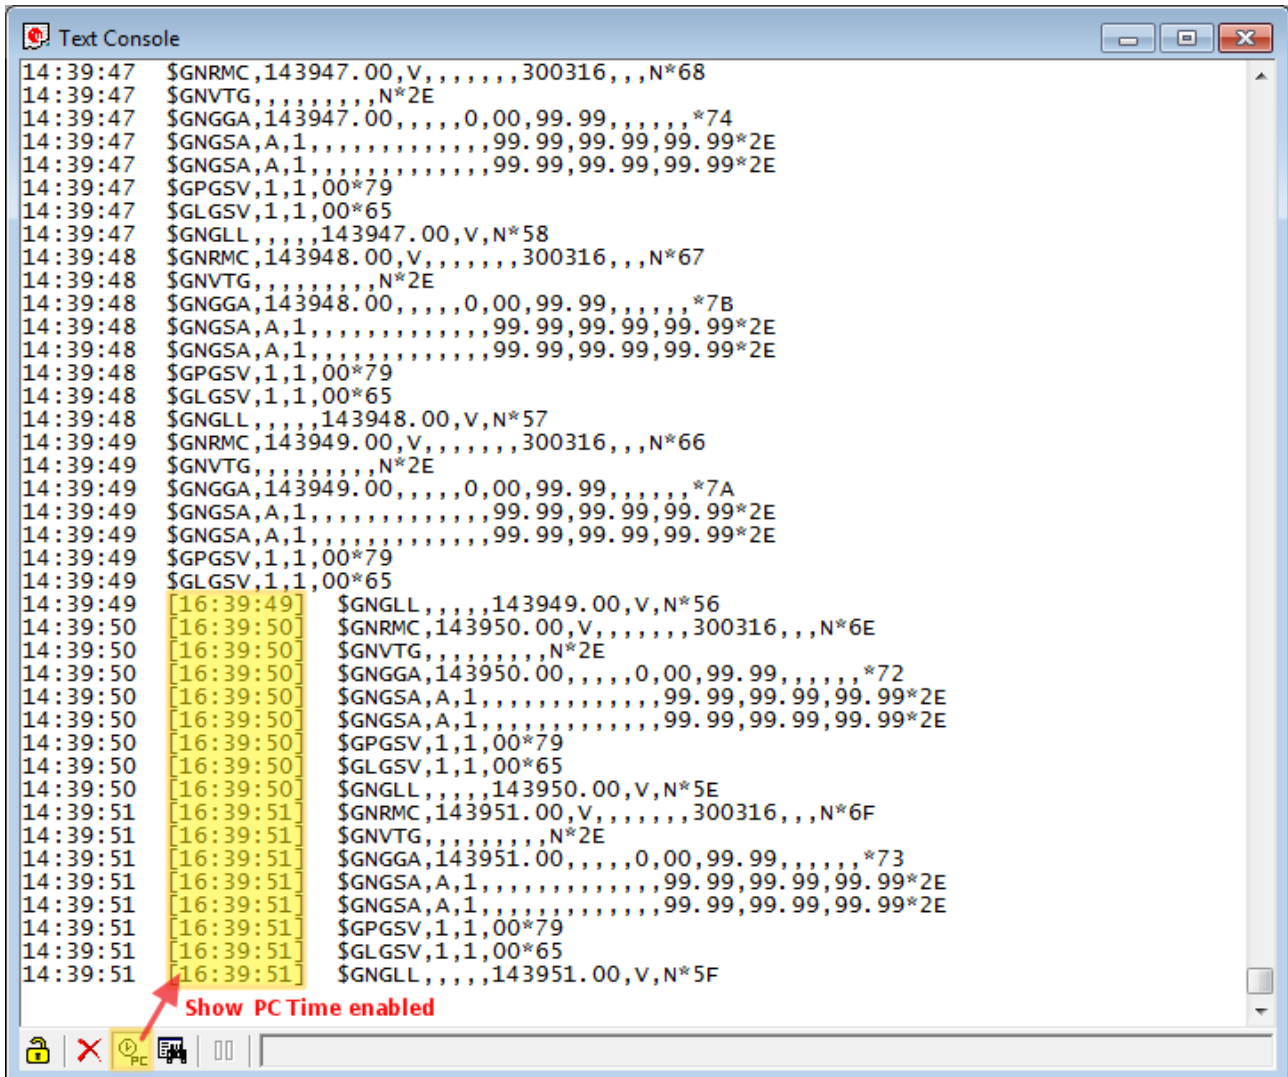 Text Console
14:39:47 $GNRMC,143947.00,V,,,,,,,300316,,,N*68
14:39:47 $GNVTG,,,,,,,,,N*2E
14:39:47 $GNGGA,143947.00,,,,,0,00,99.99,,,,,,*74
14:39:47 $GNGSA,A,1,,,,,,,,,,,,,99.99,99.99,99.99*2E
14:39:47 $GNGSA,A,1,,,,,,,,,,,,,99.99,99.99,99.99*2E
14:39:47 $GPGSV,1,1,00*79
14:39:47 $GLGSV,1,1,00*65
14:39:47 $GNGLL,,,,,143947.00,V,N*58
14:39:48 $GNRMC,143948.00,V,,,,,,,300316,,,N*67
14:39:48 $GNVTG,,,,,,,,,N*2E
14:39:48 $GNGGA,143948.00,,,,,0,00,99.99,,,,,,*7B
14:39:48 $GNGSA,A,1,,,,,,,,,,,,,99.99,99.99,99.99*2E
14:39:48 $GNGSA,A,1,,,,,,,,,,,,,99.99,99.99,99.99*2E
14:39:48 $GPGSV,1,1,00*79
14:39:48 $GLGSV,1,1,00*65
14:39:48 $GNGLL,,,,,143948.00,V,N*57
14:39:49 $GNRMC,143949.00,V,,,,,,,300316,,,N*66
14:39:49 $GNVTG,,,,,,,,,N*2E
14:39:49 $GNGGA,143949.00,,,,,0,00,99.99,,,,,,*7A
14:39:49 $GNGSA,A,1,,,,,,,,,,,,,99.99,99.99,99.99*2E
14:39:49 $GNGSA,A,1,,,,,,,,,,,,,99.99,99.99,99.99*2E
14:39:49 $GPGSV,1,1,00*79
14:39:49 $GLGSV,1,1,00*65
14:39:49 [16:39:49] $GNGLL,,,,,143949.00,V,N*56
14:39:50 [16:39:50] $GNRMC,143950.00,V,,,,,,,300316,,,N*6E
14:39:50 [16:39:50] $GNVTG,,,,,,,,,N*2E
14:39:50 [16:39:50] $GNGGA,143950.00,,,,,0,00,99.99,,,,,,*72
14:39:50 [16:39:50] $GNGSA,A,1,,,,,,,,,,,,,99.99,99.99,99.99*2E
14:39:50 [16:39:50] $GNGSA,A,1,,,,,,,,,,,,,99.99,99.99,99.99*2E
14:39:50 [16:39:50] $GPGSV,1,1,00*79
14:39:50 [16:39:50] $GLGSV,1,1,00*65
14:39:50 [16:39:50] $GNGLL,,,,,143950.00,V,N*5E
14:39:51 [16:39:51] $GNRMC,143951.00,V,,,,,,,300316,,,N*6F
14:39:51 [16:39:51] $GNVTG,,,,,,,,,N*2E
14:39:51 [16:39:51] $GNGGA,143951.00,,,,,0,00,99.99,,,,,,*73
14:39:51 [16:39:51] $GNGSA,A,1,,,,,,,,,,,,,99.99,99.99,99.99*2E
14:39:51 [16:39:51] $GNGSA,A,1,,,,,,,,,,,,,99.99,99.99,99.99*2E
14:39:51 [16:39:51] $GPGSV,1,1,00*79
14:39:51 [16:39:51] $GLGSV,1,1,00*65
14:39:51 [16:39:51] $GNGLL,,,,,143951.00,V,N*5F
Show PC Time enabled
PC